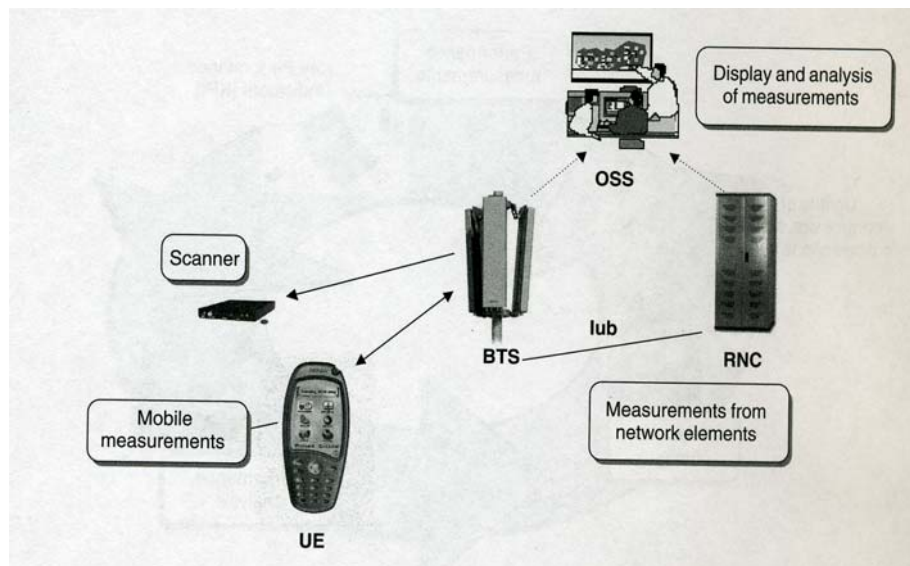 Display and analysis
of measurements
OSS
Scanner
Iub
BTS
RNC
Mobile
measurements
Measurements from
network elements
UE